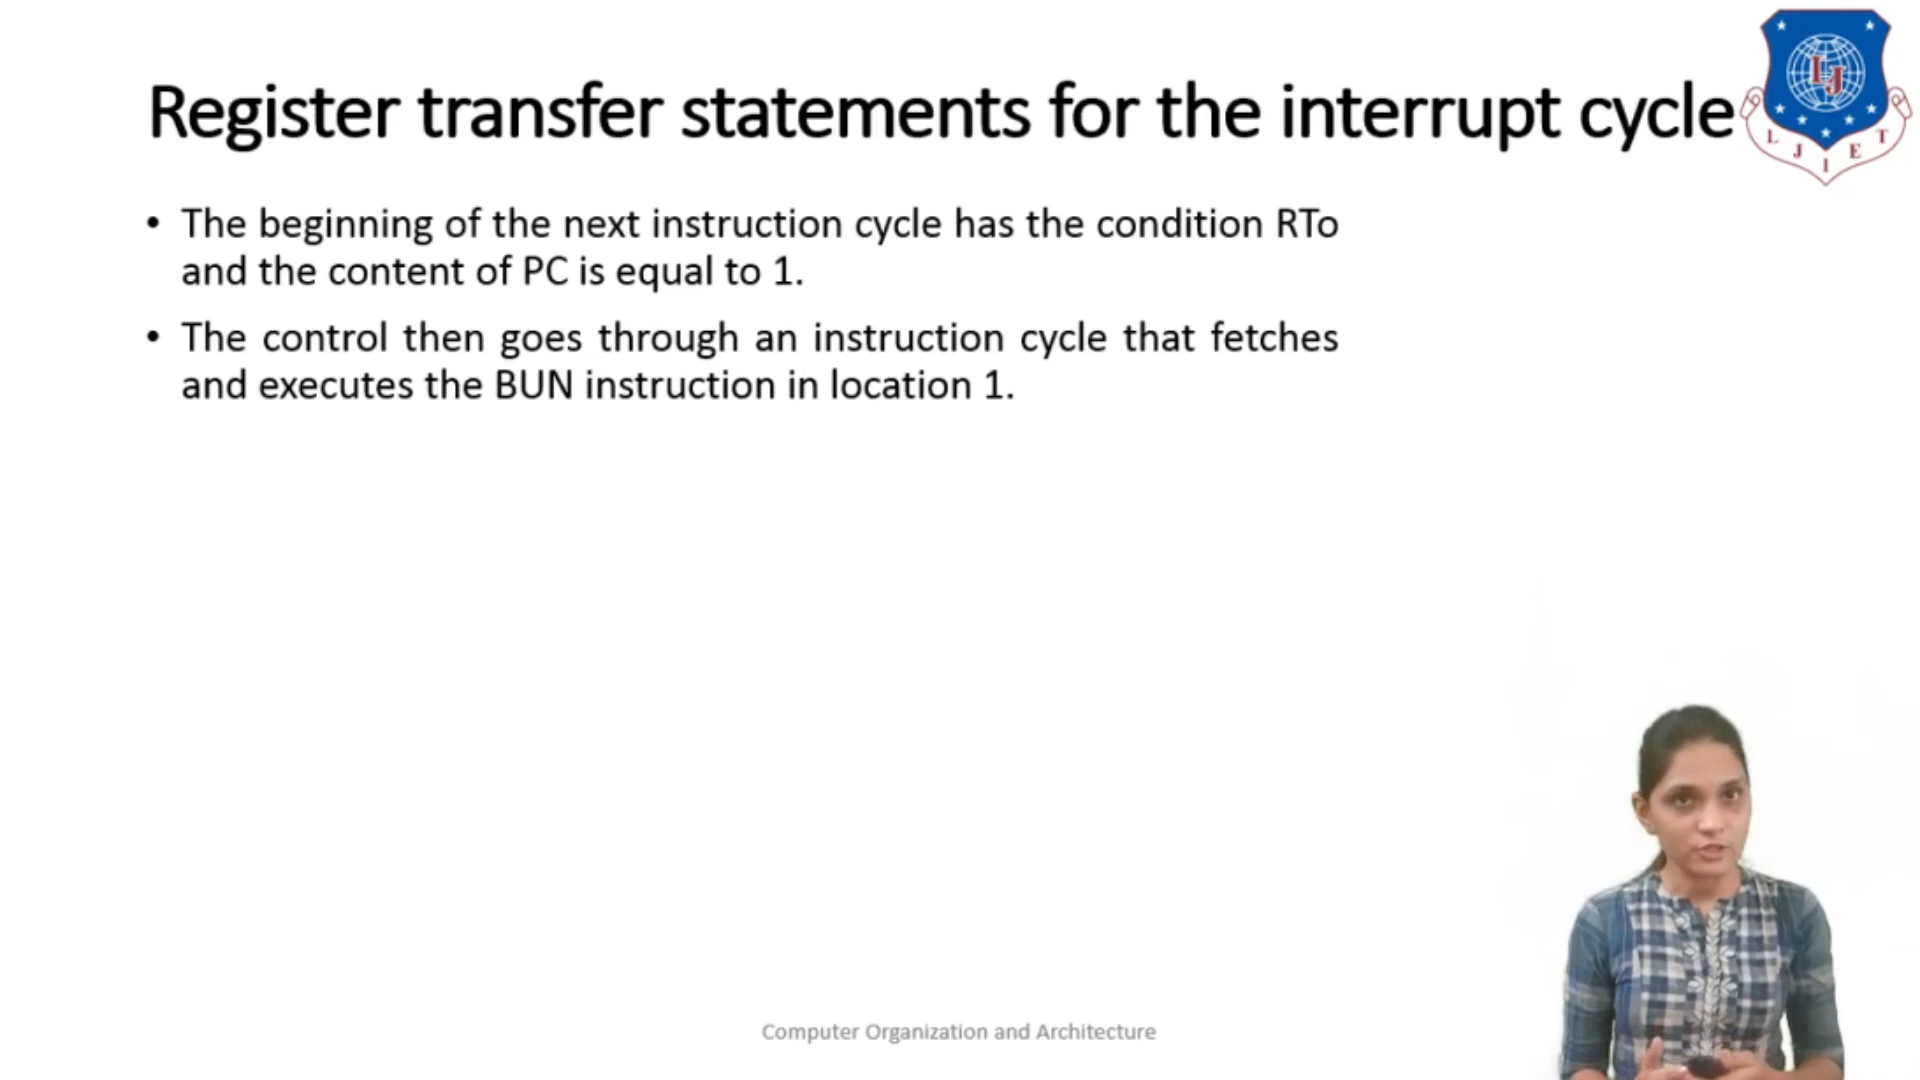 Register transfer statements for the interrupt cycle
• The beginning of the next instruction cycle has the condition RTo
and the content of PC is equal to 1.
• The control then goes through an instruction cycle that fetches
and executes the BUN instruction in location 1.
LJ
L J I E T
Computer Organization and Architecture